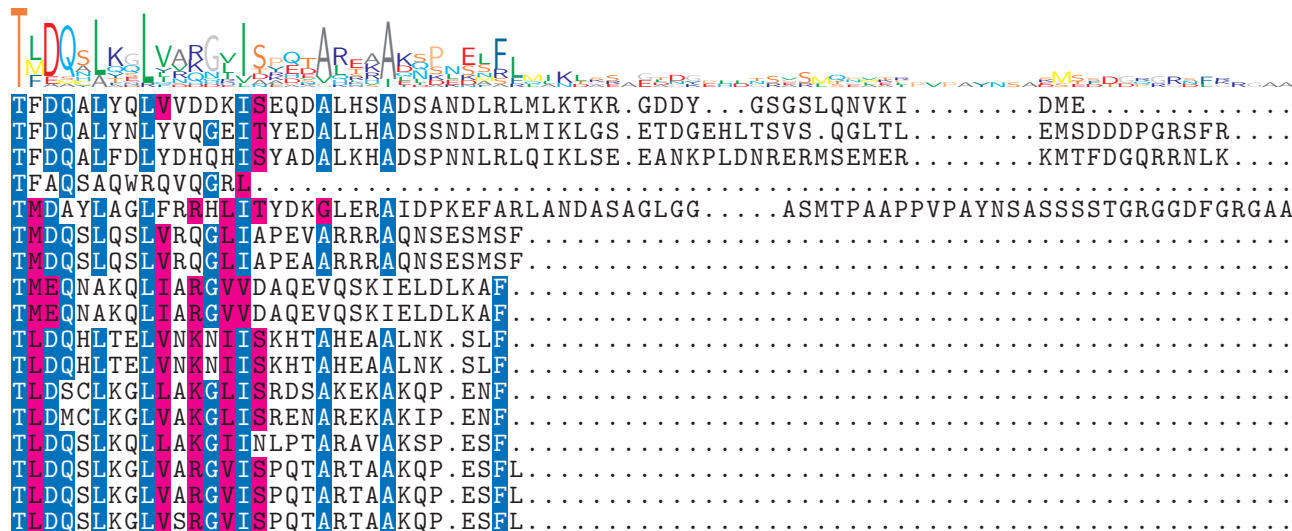 TFDQALYQLVVDDKISEQDALHSADSANDLRLMLKTKR.GDDY...GSGSLQNVKI        DME.............
TFDQALYNLYVQGEITYEDALLHADSSNDLRLMIKLGS.ETDGEHLTSVS.QGLTL        EMSDDDPGRSFR....
TFDQALFDLYDHQHISYADALKHADSPNNLRLQIKLSE.EANKPLDNRERMSEMER        KMTFDGQRRNLK....
TFAQSAQWRQVQGRL.................................................................
TMDAYLAGLFRRHLITYDKGLERAIDPKEFARLANDASAGLGG.....ASMTPAAPPVPAYNSASSSSTGRGGDFGRGAA
TMDQSLQSLVRQGLIAPEVARRRAQNSESMSF................................................
TMDQSLQSLVRQGLIAPEAARRRAQNSESMSF................................................
TMEQNAKQLIARGVVDAQEVQSKIELDLKAF.................................................
TMEQNAKQLIARGVVDAQEVQSKIELDLKAF.................................................
TLDQHLTELVNKNIISKHTAHEAALNK.SLF.................................................
TLDQHLTELVNKNIISKHTAHEAALNK.SLF.................................................
TLDSCLKGLLAKGLISRDSAKEKAKQP.ENF.................................................
TLDMCLKGLVAKGLISRENAREKAKIP.ENF.................................................
TLDQSLKQLLAKGIINLPTARAVAKSP.ESF.................................................
TLDQSLKGLVARGVISPQTARTAAKQP.ESFL................................................
TLDQSLKGLVARGVISPQTARTAAKQP.ESFL................................................
TLDQSLKGLVSRGVISPQTARTAAKQP.ESFL................................................